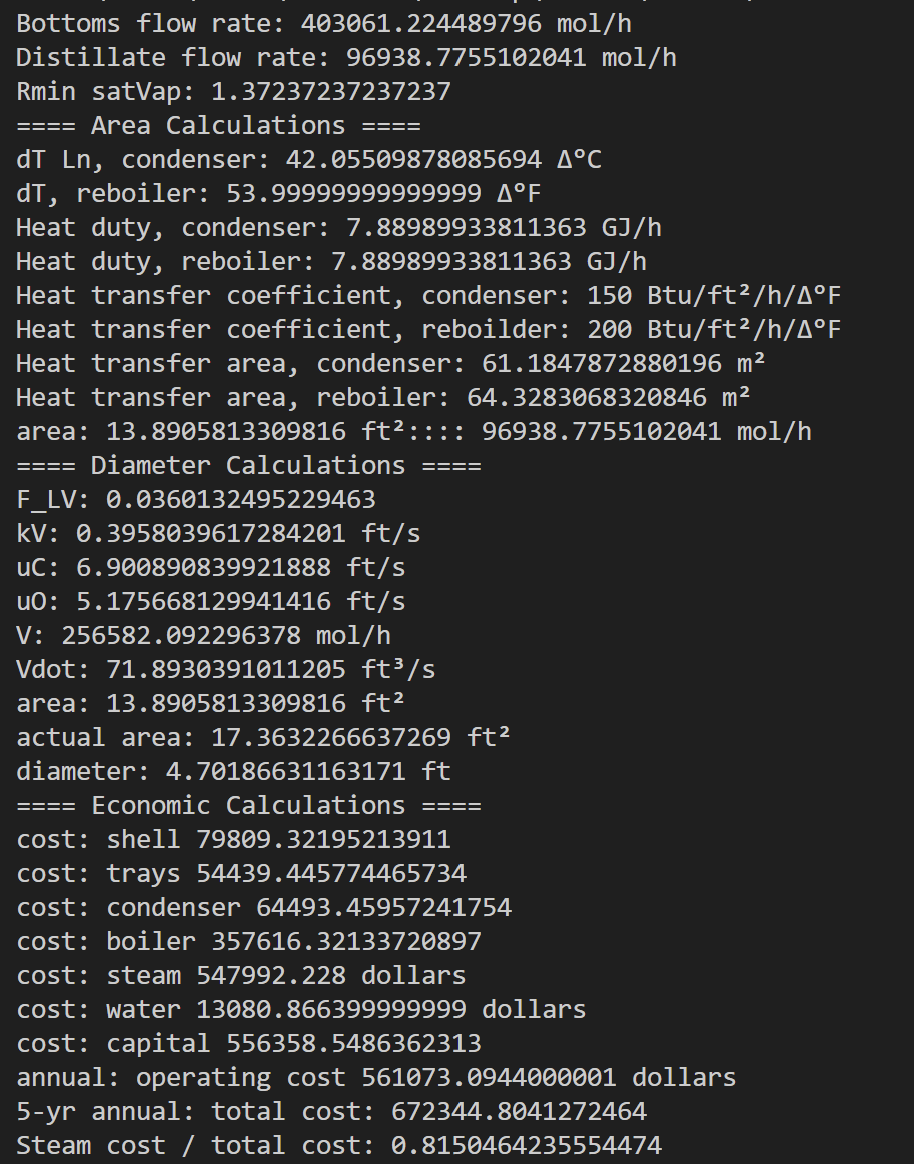 Bottoms flow rate: 403061.224489796 mol/h
Distillate flow rate: 96938.7755102041 mol/h
Rmin satVap: 1.37237237237237
==== Area Calculations ====
dT Ln, condenser: 42.05509878085694 Δ°C
dT, reboiler: 53.99999999999999 Δ°F
Heat duty, condenser: 7.88989933811363 GJ/h
Heat duty, reboiler: 7.88989933811363 GJ/h
Heat transfer coefficient, condenser: 150 Btu/ft²/h/Δ°F
Heat transfer coefficient, reboilder: 200 Btu/ft²/h/Δ°F
Heat transfer area, condenser: 61.1847872880196 m²
Heat transfer area, reboiler: 64.3283068320846 m²
area: 13.8905813309816 ft²:::: 96938.7755102041 mol/h
==== Diameter Calculations ====
F_LV: 0.0360132495229463
kV: 0.3958039617284201 ft/s
uC: 6.900890839921888 ft/s
uO: 5.175668129941416 ft/s
V: 256582.092296378 mol/h
Vdot: 71.8930391011205 ft³/s
area: 13.8905813309816 ft²
actual area: 17.3632266637269 ft²
diameter: 4.70186631163171 ft
==== Economic Calculations ====
cost: shell 79809.32195213911
cost: trays 54439.445774465734
cost: condenser 64493.45957241754
cost: boiler 357616.32133720897
cost: steam 547992.228 dollars
cost: water 13080.866399999999 dollars
cost: capital 556358.5486362313
annual: operating cost 561073.0944000001 dollars
5-yr annual: total cost: 672344.8041272464
Steam cost / total cost: 0.8150464235554474